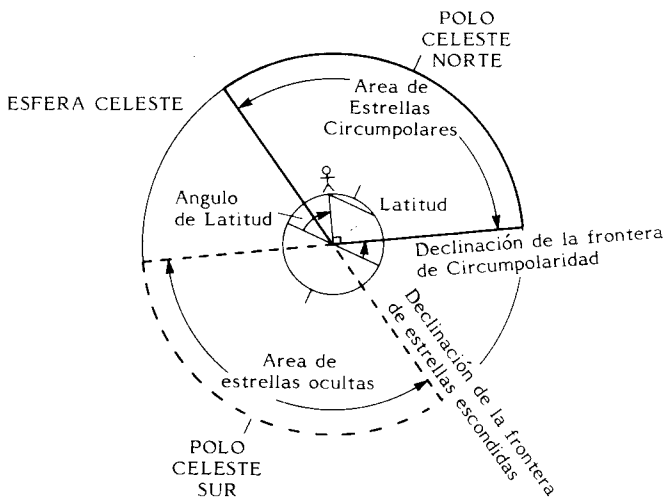 POLO
CELESTE
NORTE
ESFERA CELESTE
Area de
Estrellas
Circumpolares
Angulo
de Latitud
Latitud
Declinación de la frontera
de Circumpolaridad
Declinación de la frontera
de estrellas escondidas
Area de
estrellas ocultas
POLO
CELESTE
SUR